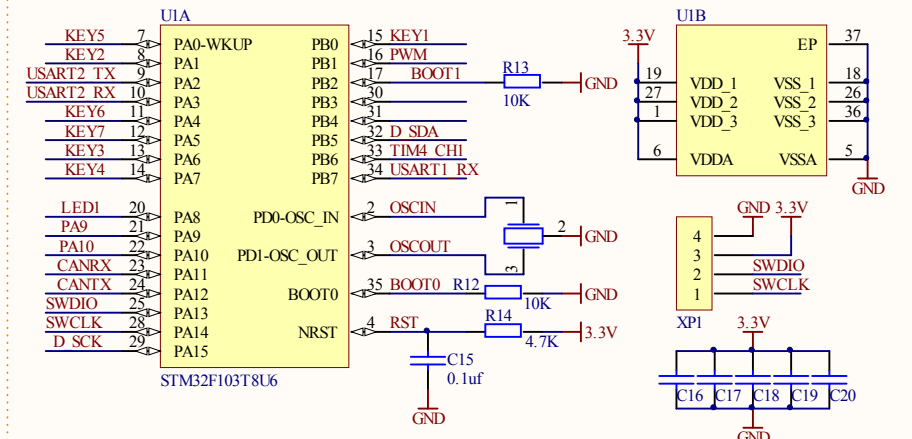 U1A
KEY5 7 PA0-WKUP PB0 15 KEY1
KEY2 8 PA1 PB1 16 PWM
USART2_TX 9 PA2 PB2 17 BOOT1 R13 10K GND
USART2_RX 10 PA3 PB3 30
KEY6 11 PA4 PB4 31
KEY7 12 PA5 PB5 32 D_SDA
KEY3 13 PA6 PB6 33 TIM4_CH1
KEY4 14 PA7 PB7 34 USART1_RX
LED1 20 PA8 PD0-OSC_IN 2 OSCIN 1
PA9 21 PA9 2 GND
PA10 22 PA10 PD1-OSC_OUT 3 OSCOUT 3
CANRX 23 PA11
CANTX 24 PA12 BOOT0 35 BOOT0 R12 10K GND
SWDIO 25 PA13
SWCLK 28 PA14 NRST 4 RST R14 4.7K 3.3V
D_SCK 29 PA15
C15
0.1uf
GND
STM32F103T8U6
U1B
3.3V EP 37
19 VDD_1 VSS_1 18
27 VDD_2 VSS_2 26
1 VDD_3 VSS_3 36
6 VDDA VSSA 5
GND
GND 3.3V
4
3
2 SWDIO
1 SWCLK
XP1
3.3V
C16 C17 C18 C19 C20
GND